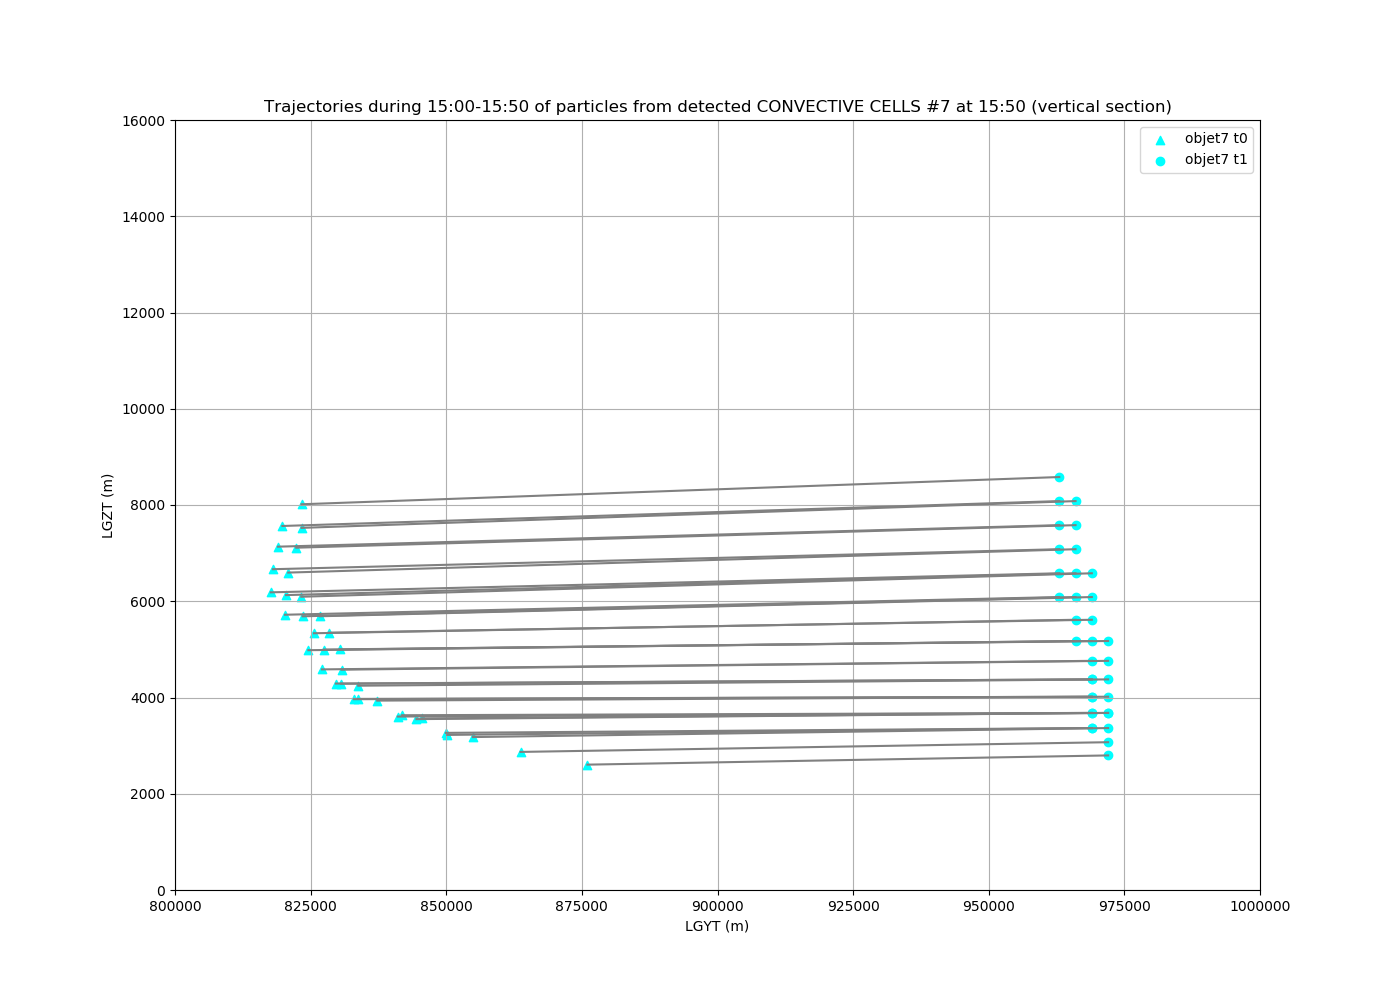 Trajectories during 15:00-15:50 of particles from detected CONVECTIVE CELLS #7 at 15:50 (vertical section)
objet7 t0
objet7 t1
16000
14000
12000
10000
8000
6000
4000
2000
0
LGZT (m)
800000 825000 850000 875000 900000 925000 950000 975000 1000000
LGYT (m)